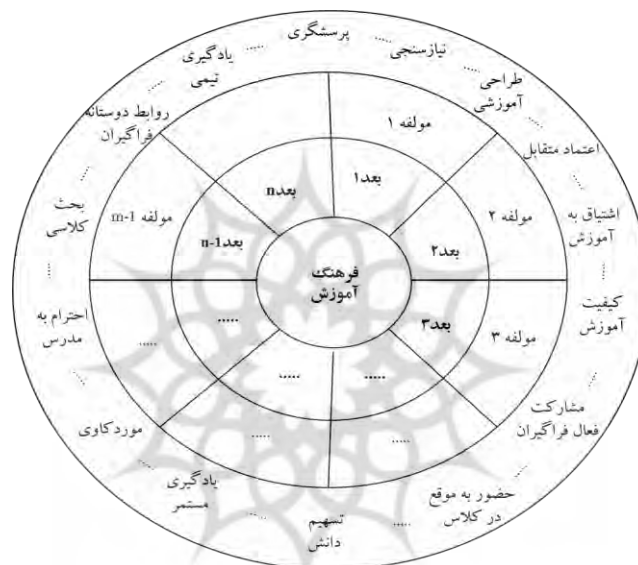 پرسشگری
.....
نیازسنجی
.....
طراحی
آموزشی
.....
اعتماد متقابل
.....
اشتیاق به
آموزش
.....
کیفیت
آموزش
.....
مشارکت
فعال فراگیران
.....
حضور به موقع
در کلاس
.....
تسهیم
دانش
.....
یادگیری
مستمر
.....
موردکاوی
.....
احترام به
مدرس
.....
بحث
کلاسی
.....
روابط دوستانه
فراگیران
.....
یادگیری
تیمی
.....
مولفه ۱
مولفه ۲
مولفه ۳
.....
.....
.....
مولفه m-1
بعد۱
بعد۲
بعد۳
.....
.....
.....
بعدn-1
بعدn
فرهنگ
آموزش